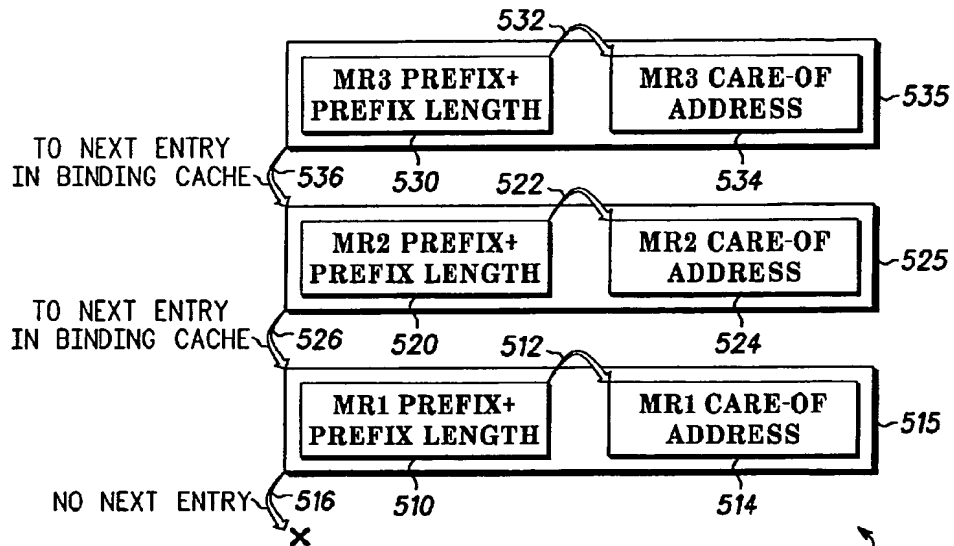 532
MR3 PREFIX+
PREFIX LENGTH
MR3 CARE-OF
ADDRESS
535
TO NEXT ENTRY
IN BINDING CACHE
536
530
522
534
MR2 PREFIX+
PREFIX LENGTH
MR2 CARE-OF
ADDRESS
525
TO NEXT ENTRY
IN BINDING CACHE
526
520
512
524
MR1 PREFIX+
PREFIX LENGTH
MR1 CARE-OF
ADDRESS
515
NO NEXT ENTRY
516
510
514